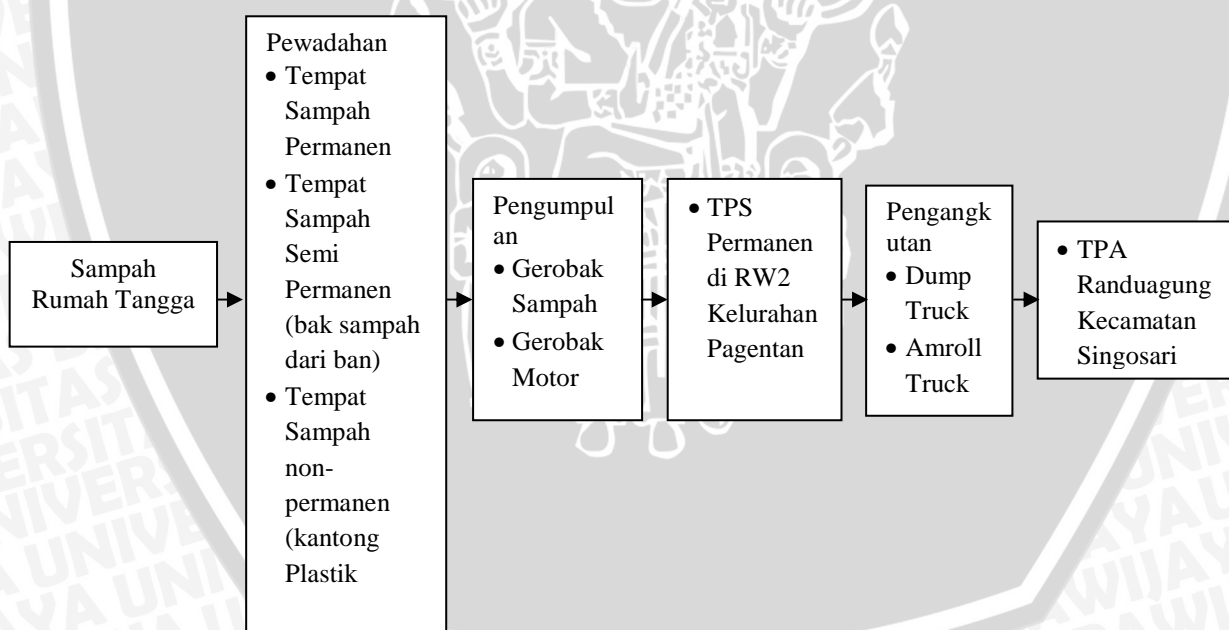 Sampah
Rumah Tangga
Pewadahan
• Tempat
Sampah
Permanen
• Tempat
Sampah
Semi
Permanen
(bak sampah
dari ban)
• Tempat
Sampah
non-
permanen
(kantong
Plastik
Pengumpul
an
• Gerobak
Sampah
• Gerobak
Motor
• TPS
Permanen
di RW2
Kelurahan
Pagentan
Pengangk
utan
• Dump
Truck
• Amroll
Truck
• TPA
Randuagung
Kecamatan
Singosari